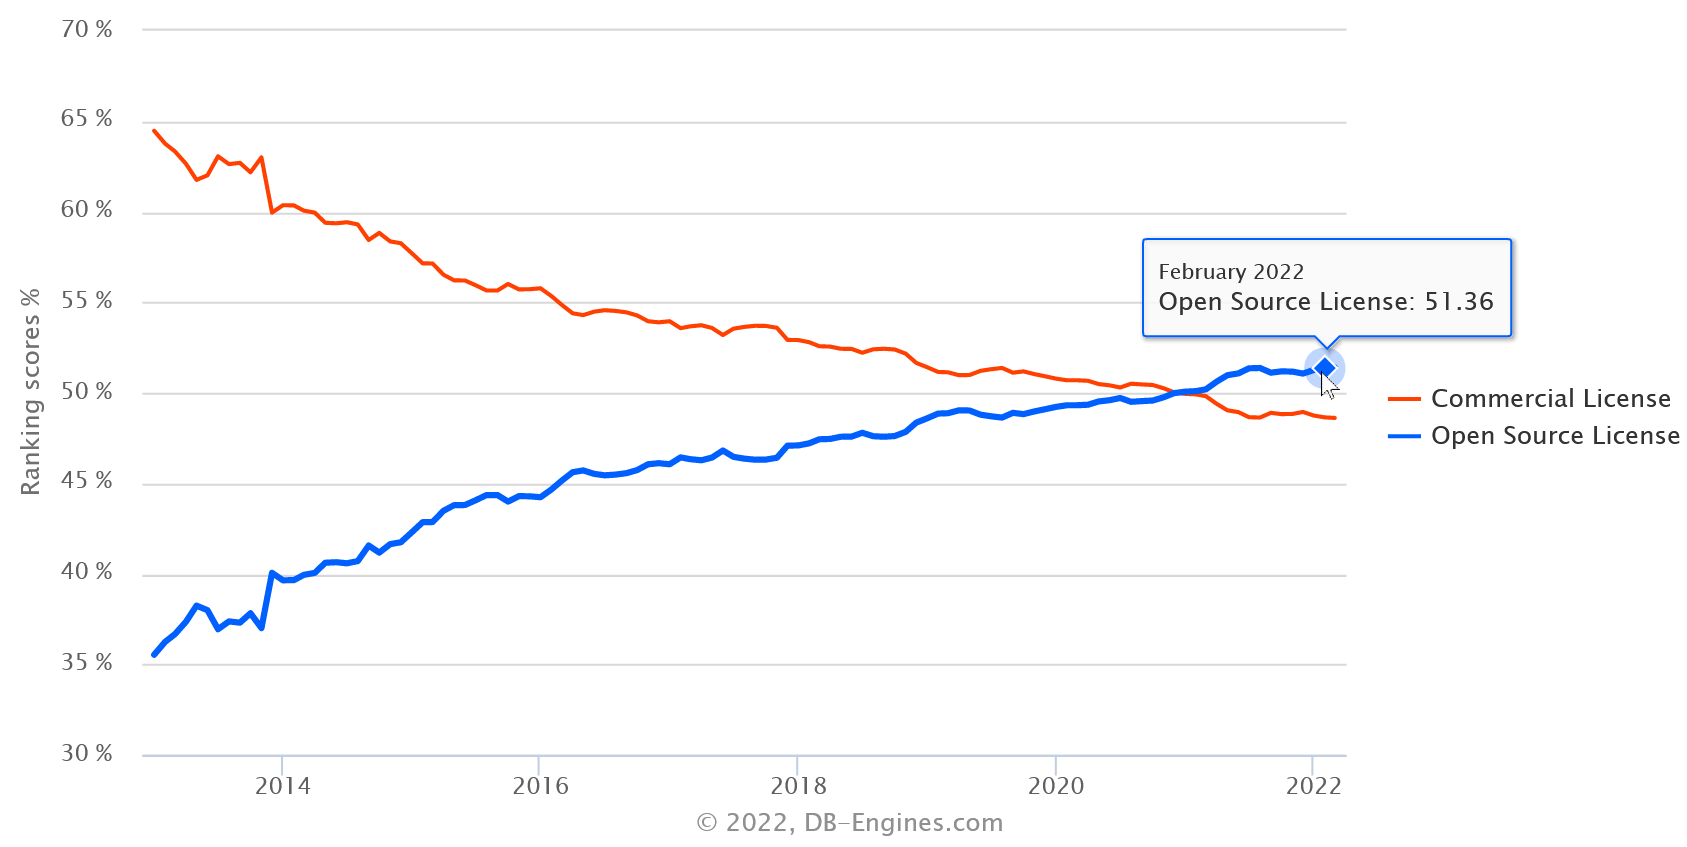 70 %
65 %
60 %
55 %
50 %
45 %
40 %
35 %
30 %
Ranking scores %
February 2022
Open Source License: 51.36
Commercial License
Open Source License
2014 2016 2018 2020 2022
© 2022, DB-Engines.com